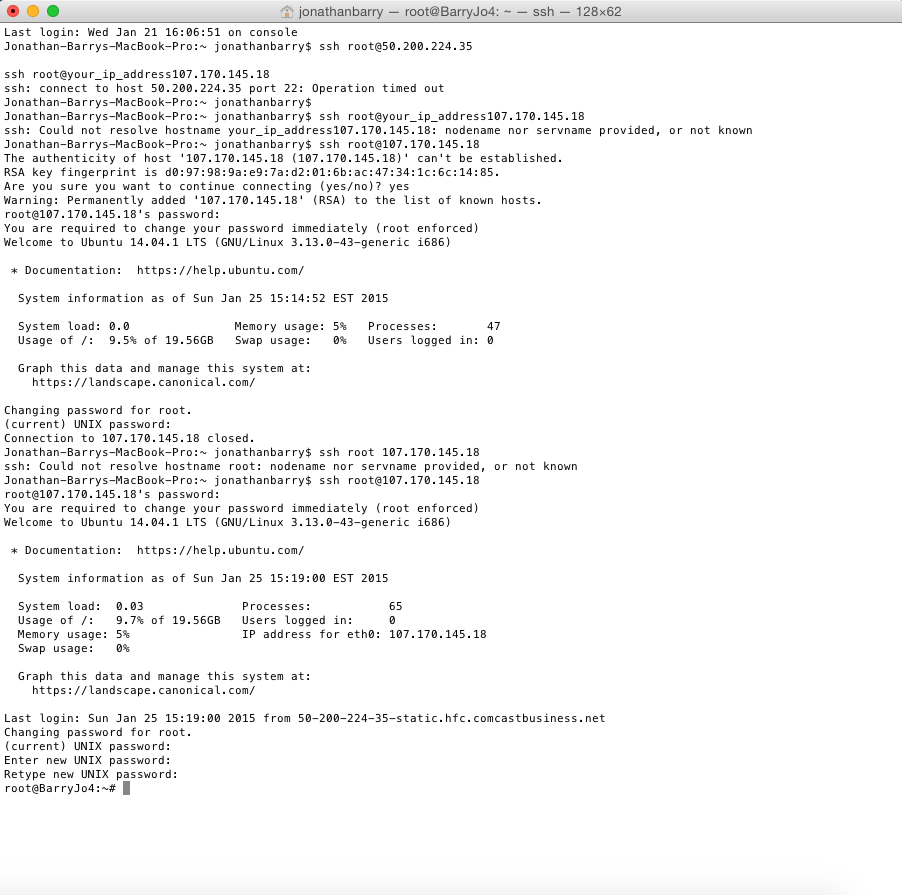 jonathanbarry — root@BarryJo4: ~ — ssh — 128×62
Last login: Wed Jan 21 16:06:51 on console
Jonathan-Barrys-MacBook-Pro:~ jonathanbarry$ ssh root@50.200.224.35
ssh root@your_ip_address107.170.145.18
ssh: connect to host 50.200.224.35 port 22: Operation timed out
Jonathan-Barrys-MacBook-Pro:~ jonathanbarry$
Jonathan-Barrys-MacBook-Pro:~ jonathanbarry$ ssh root@your_ip_address107.170.145.18
ssh: Could not resolve hostname your_ip_address107.170.145.18: nodename nor servname provided, or not known
Jonathan-Barrys-MacBook-Pro:~ jonathanbarry$ ssh root@107.170.145.18
The authenticity of host '107.170.145.18 (107.170.145.18)' can't be established.
RSA key fingerprint is d0:97:98:9a:e9:7a:d2:01:6b:ac:47:34:1c:6c:14:85.
Are you sure you want to continue connecting (yes/no)? yes
Warning: Permanently added '107.170.145.18' (RSA) to the list of known hosts.
root@107.170.145.18's password:
You are required to change your password immediately (root enforced)
Welcome to Ubuntu 14.04.1 LTS (GNU/Linux 3.13.0-43-generic i686)
* Documentation:  https://help.ubuntu.com/
System information as of Sun Jan 25 15:14:52 EST 2015
System load: 0.0               Memory usage: 5%   Processes:       47
Usage of /:  9.5% of 19.56GB   Swap usage:   0%   Users logged in: 0
Graph this data and manage this system at:
https://landscape.canonical.com/
Changing password for root.
(current) UNIX password:
Connection to 107.170.145.18 closed.
Jonathan-Barrys-MacBook-Pro:~ jonathanbarry$ ssh root 107.170.145.18
ssh: Could not resolve hostname root: nodename nor servname provided, or not known
Jonathan-Barrys-MacBook-Pro:~ jonathanbarry$ ssh root@107.170.145.18
root@107.170.145.18's password:
You are required to change your password immediately (root enforced)
Welcome to Ubuntu 14.04.1 LTS (GNU/Linux 3.13.0-43-generic i686)
* Documentation:  https://help.ubuntu.com/
System information as of Sun Jan 25 15:19:00 EST 2015
System load:  0.03              Processes:           65
Usage of /:   9.7% of 19.56GB   Users logged in:     0
Memory usage: 5%                IP address for eth0: 107.170.145.18
Swap usage:   0%
Graph this data and manage this system at:
https://landscape.canonical.com/
Last login: Sun Jan 25 15:19:00 2015 from 50-200-224-35-static.hfc.comcastbusiness.net
Changing password for root.
(current) UNIX password:
Enter new UNIX password:
Retype new UNIX password:
root@BarryJo4:~#